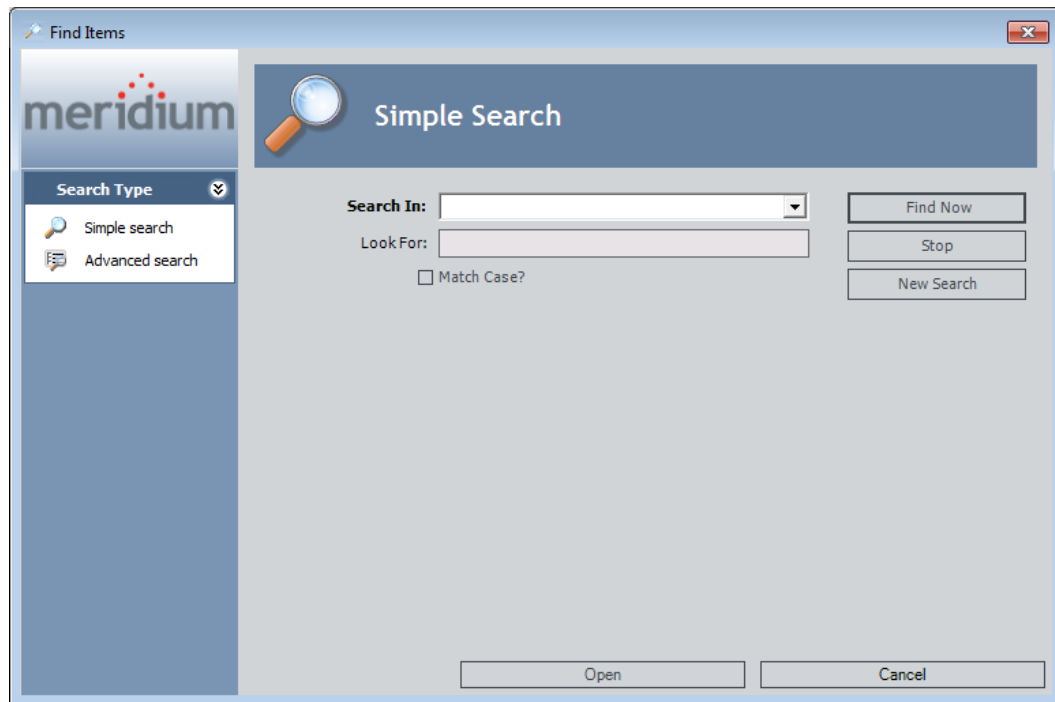 Find Items
meridium
Simple Search
Search Type
Simple search
Advanced search
Search In:
Find Now
Look For:
Stop
Match Case?
New Search
Open
Cancel